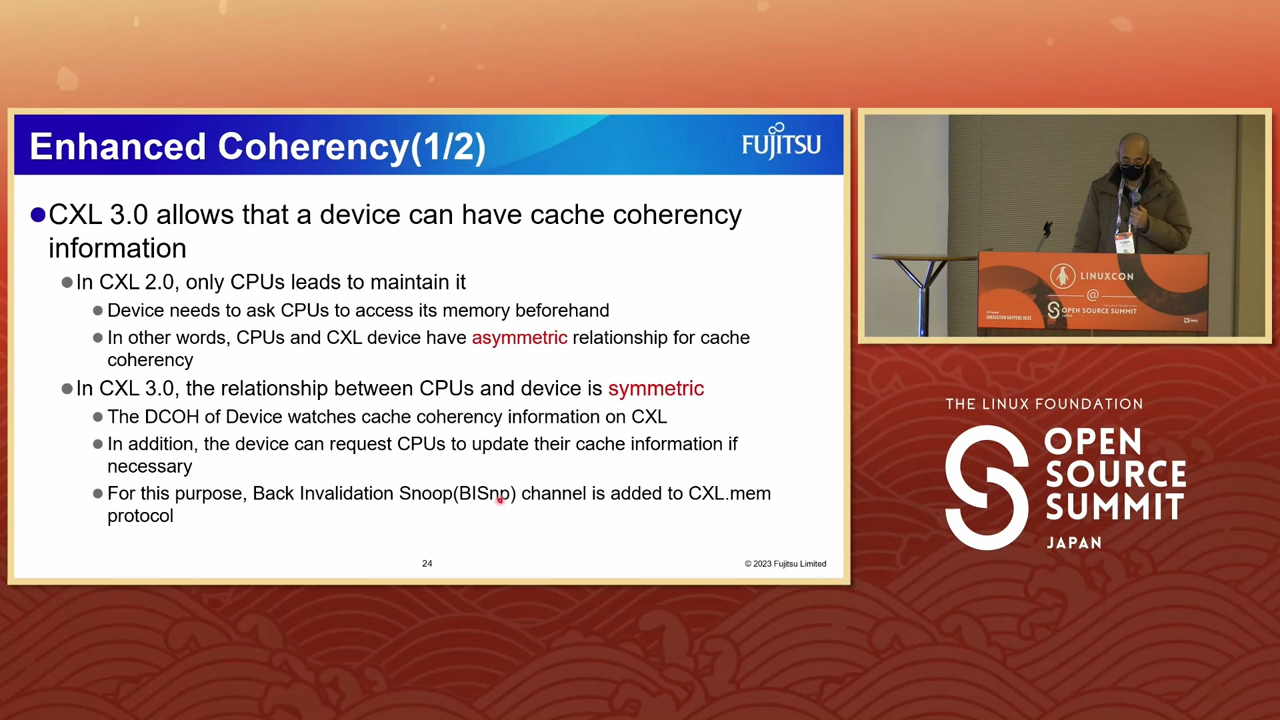 Enhanced Coherency(1/2)
FUJITSU
CXL 3.0 allows that a device can have cache coherency
information
In CXL 2.0, only CPUs leads to maintain it
Device needs to ask CPUs to access its memory beforehand
In other words, CPUs and CXL device have asymmetric relationship for cache
coherency
In CXL 3.0, the relationship between CPUs and device is symmetric
The DCOH of Device watches cache coherency information on CXL
In addition, the device can request CPUs to update their cache information if
necessary
For this purpose, Back Invalidation Snoop(BISnp) channel is added to CXL.mem
protocol
24
© 2023 Fujitsu Limited
LINUXCON
@
OPEN SOURCE SUMMIT
THE LINUX FOUNDATION
OPEN
SOURCE
SUMMIT
JAPAN